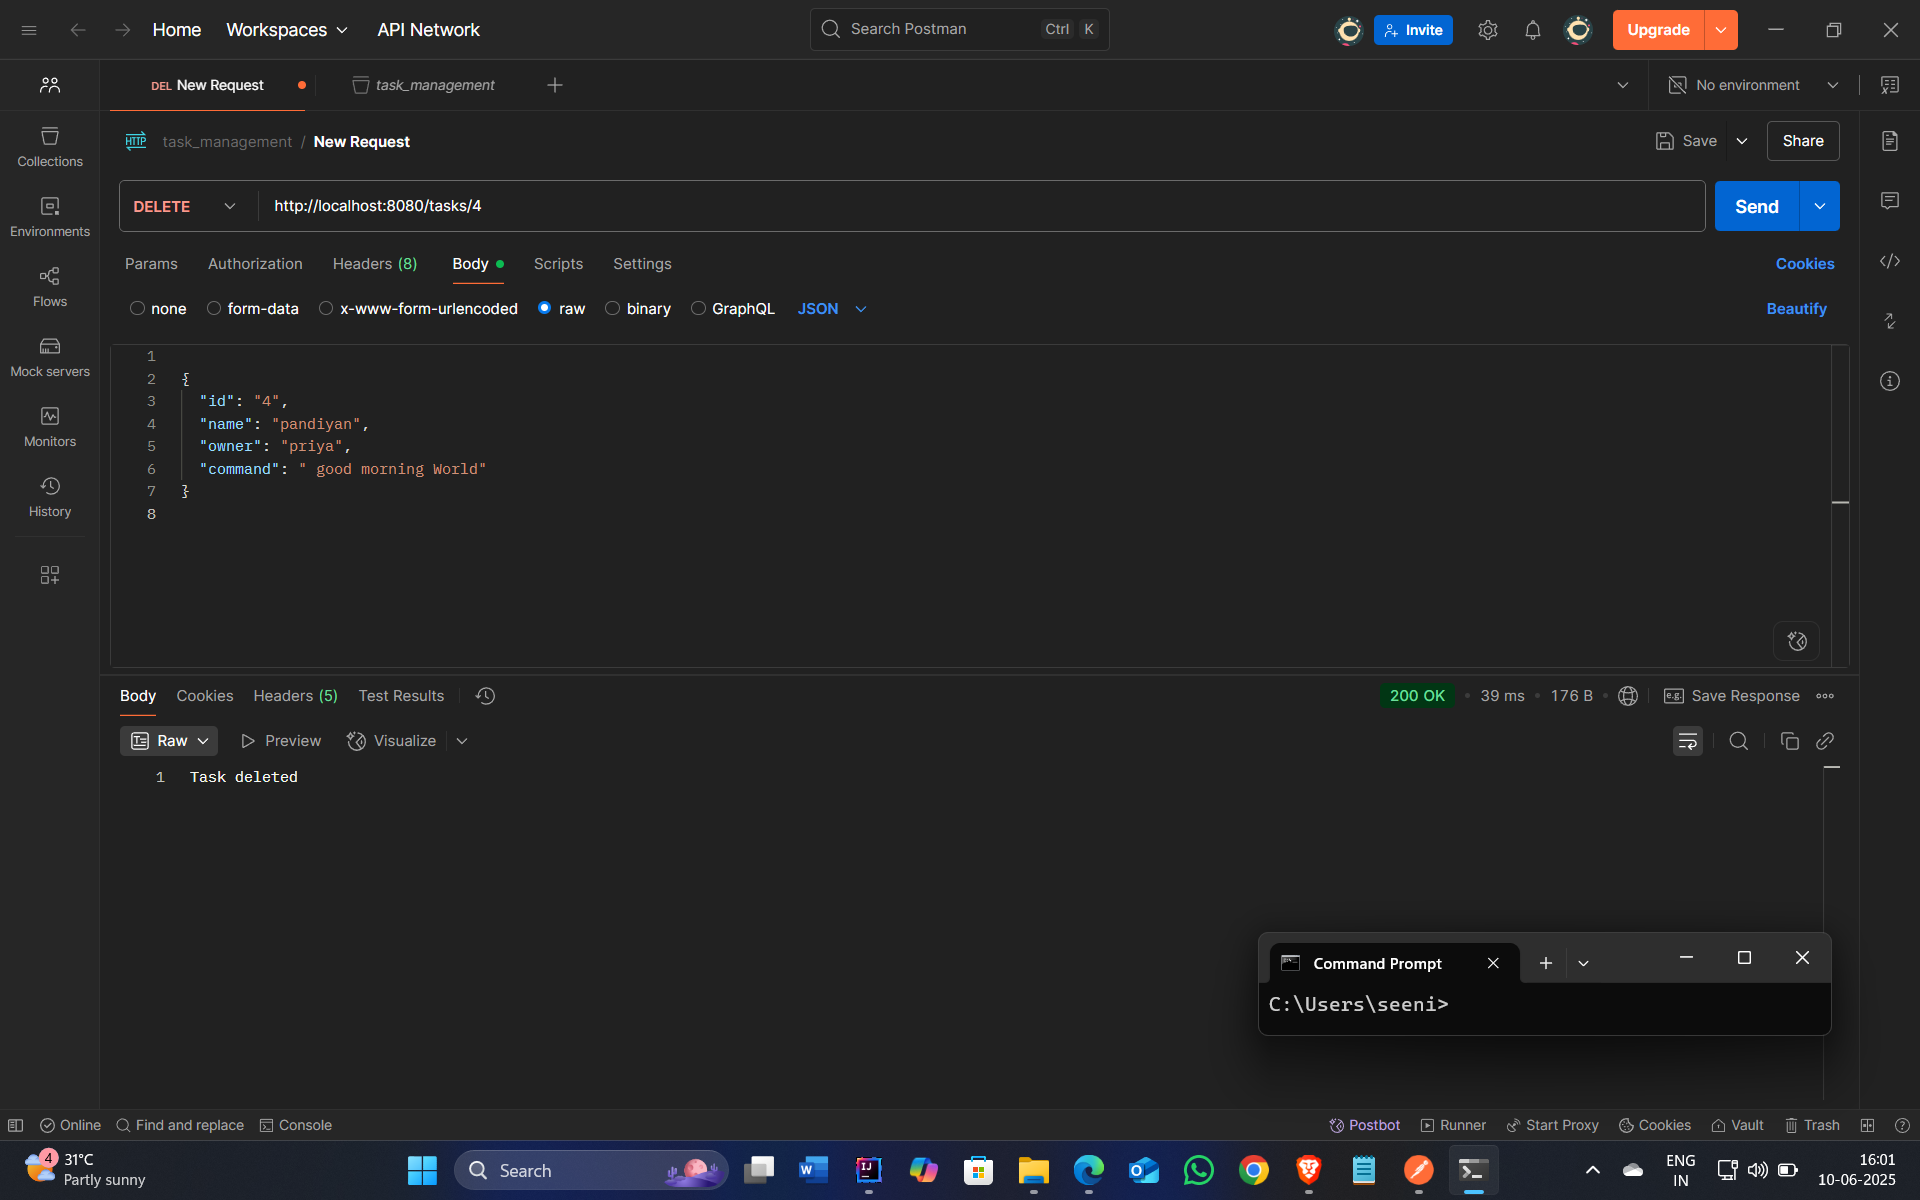 Home Workspaces API Network Search Postman Ctrl K Invite Upgrade
DEL New Request task_management No environment
HTTP task_management / New Request Save Share
DELETE http://localhost:8080/tasks/4 Send
Params Authorization Headers (8) Body Scripts Settings Cookies
none form-data x-www-form-urlencoded raw binary GraphQL JSON Beautify
Collections
Environments
Flows
Mock servers
Monitors
History
1
2 {
3 "id": "4",
4 "name": "pandiyan",
5 "owner": "priya",
6 "command": " good morning World"
7 }
8
Body Cookies Headers (5) Test Results 200 OK 39 ms 176 B e.g. Save Response
Raw Preview Visualize
1 Task deleted
Command Prompt
C:\Users\seeni>
Online Find and replace Console Postbot Runner Start Proxy Cookies Vault Trash
4 31°C
Partly sunny
Search
ENG
IN
16:01
10-06-2025